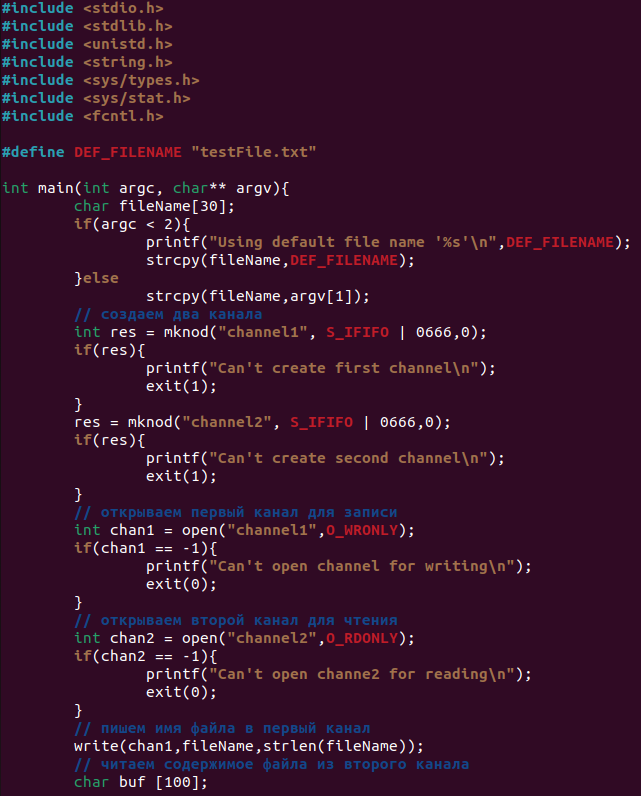 #include <stdio.h>
#include <stdlib.h>
#include <unistd.h>
#include <string.h>
#include <sys/types.h>
#include <sys/stat.h>
#include <fcntl.h>
#define DEF_FILENAME "testFile.txt"
int main(int argc, char** argv){
char fileName[30];
if(argc < 2){
printf("Using default file name '%s'\n",DEF_FILENAME);
strcpy(fileName,DEF_FILENAME);
}else
strcpy(fileName,argv[1]);
// создаем два канала
int res = mknod("channel1", S_IFIFO | 0666,0);
if(res){
printf("Can't create first channel\n");
exit(1);
}
res = mknod("channel2", S_IFIFO | 0666,0);
if(res){
printf("Can't create second channel\n");
exit(1);
}
// открываем первый канал для записи
int chan1 = open("channel1",O_WRONLY);
if(chan1 == -1){
printf("Can't open channel for writing\n");
exit(0);
}
// открываем второй канал для чтения
int chan2 = open("channel2",O_RDONLY);
if(chan2 == -1){
printf("Can't open channe2 for reading\n");
exit(0);
}
// пишем имя файла в первый канал
write(chan1,fileName,strlen(fileName));
// читаем содержимое файла из второго канала
char buf [100];